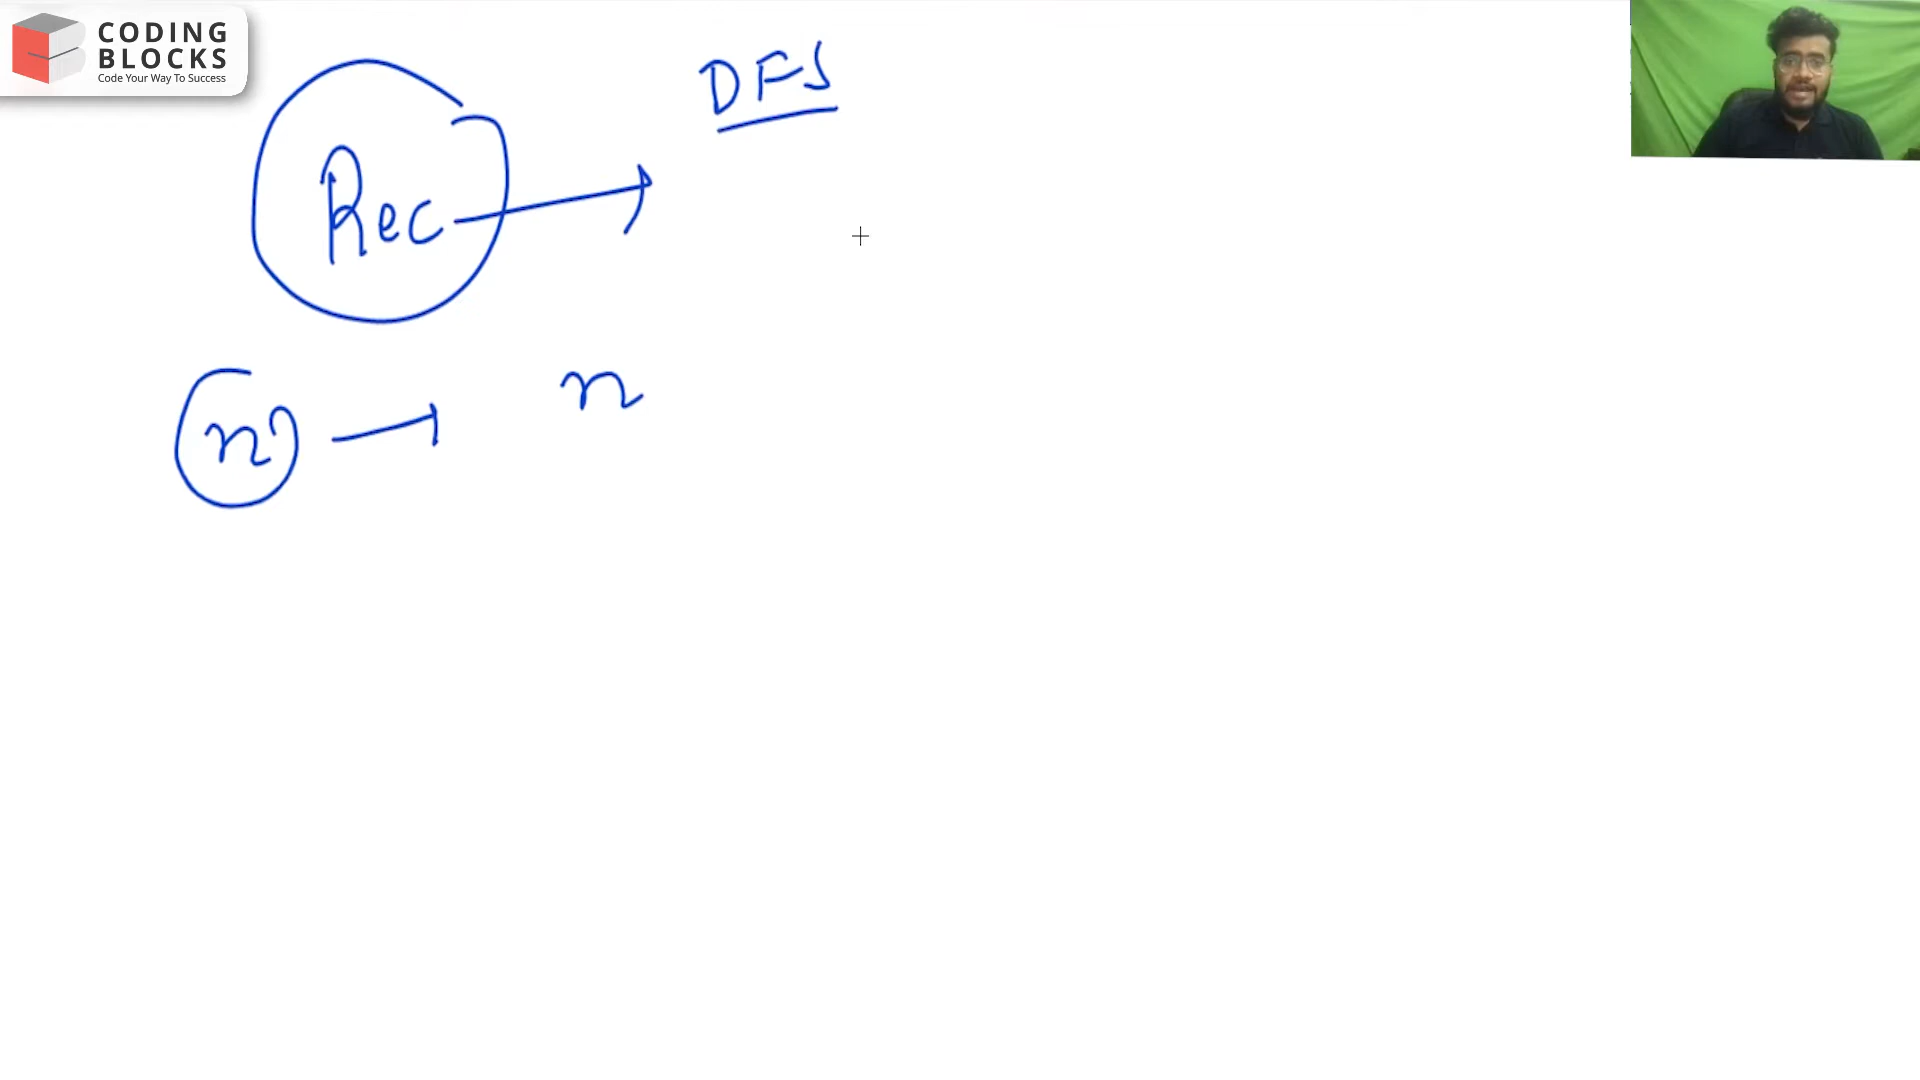 CODING
BLOCKS
Code Your Way To Success
DFS
Rec
n
n